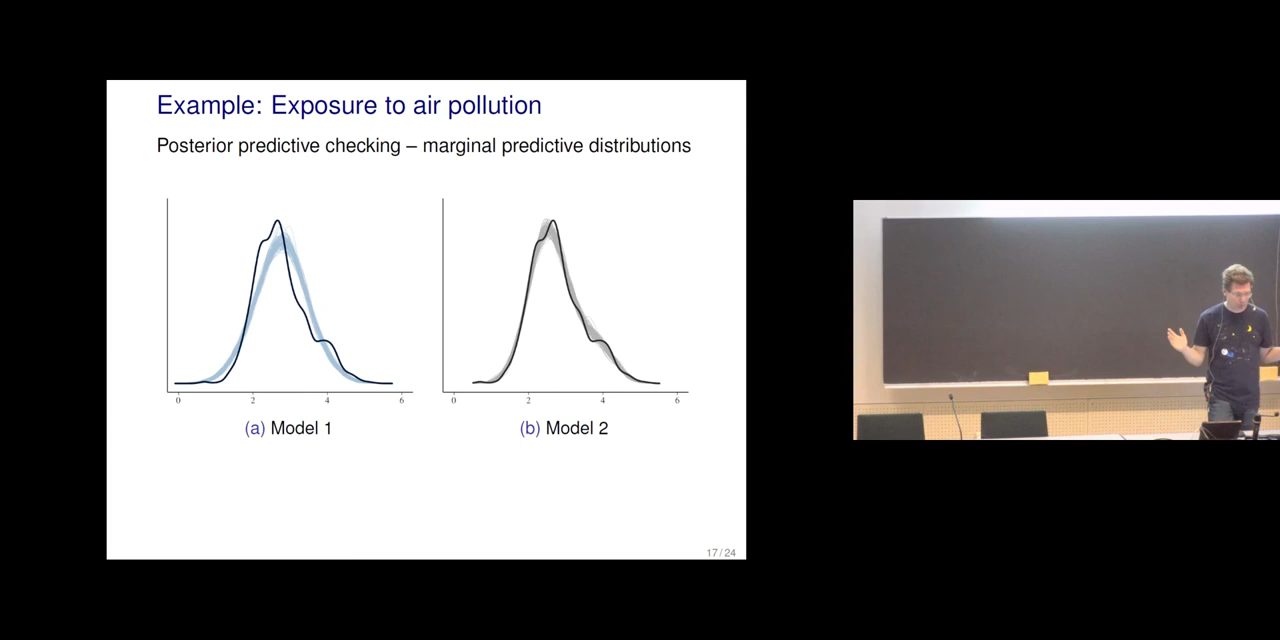 Example: Exposure to air pollution
Posterior predictive checking – marginal predictive distributions
0 2 4 6
0 2 4 6
(a) Model 1
(b) Model 2
17 / 24